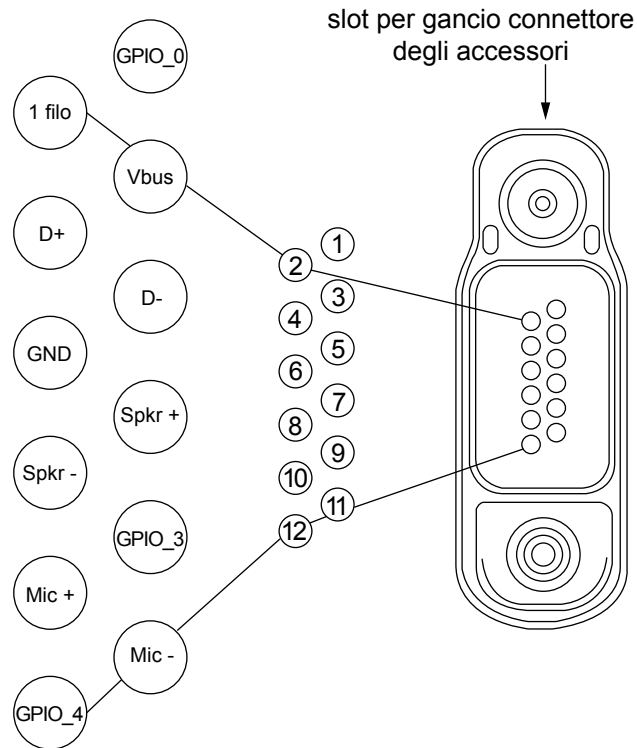 slot per gancio connettore
degli accessori
GPIO_0
1 filo
Vbus
D+
D-
GND
Spkr +
Spkr -
GPIO_3
Mic +
Mic -
GPIO_4
1
2
3
4
5
6
7
8
9
10
11
12